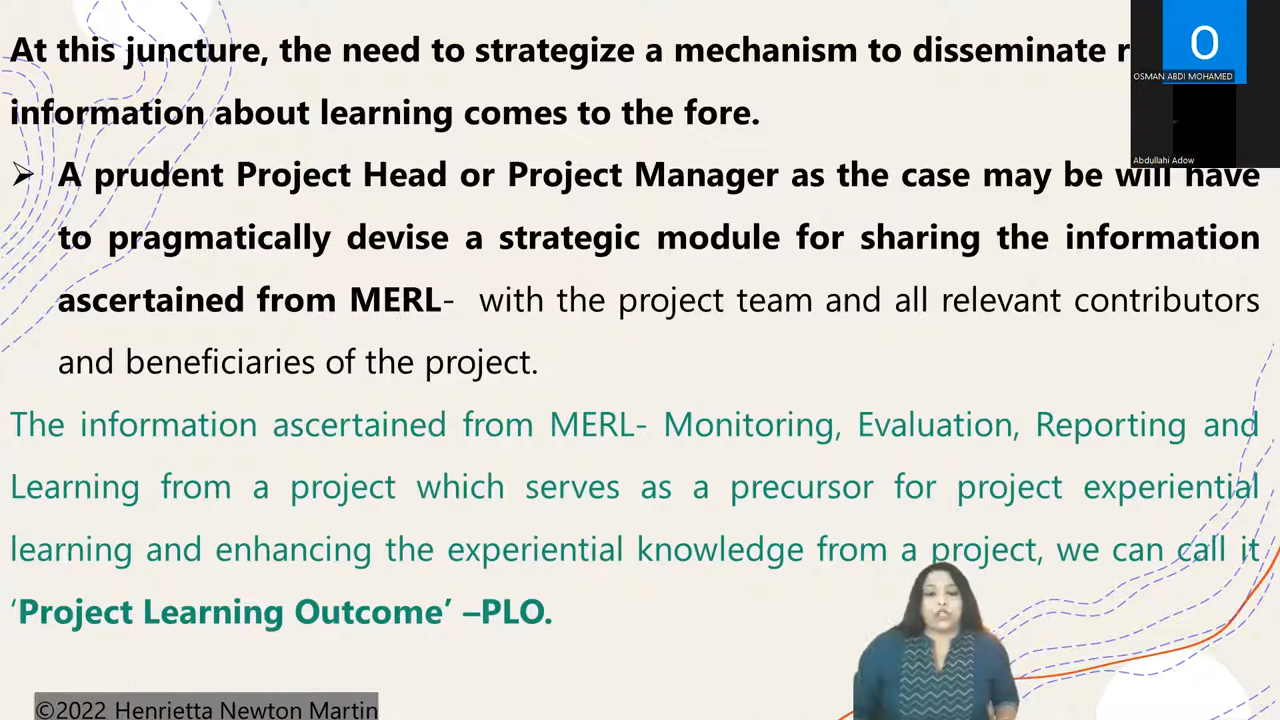 At this juncture, the need to strategize a mechanism to disseminate
information about learning comes to the fore.
➢ A prudent Project Head or Project Manager as the case may be will have
to pragmatically devise a strategic module for sharing the information
ascertained from MERL- with the project team and all relevant contributors
and beneficiaries of the project.
The information ascertained from MERL- Monitoring, Evaluation, Reporting and
Learning from a project which serves as a precursor for project experiential
learning and enhancing the experiential knowledge from a project, we can call it
‘Project Learning Outcome’ –PLO.
©2022 Henrietta Newton Martin
O
OSMAN ABDI MOHAMED
Abdullahi Adow